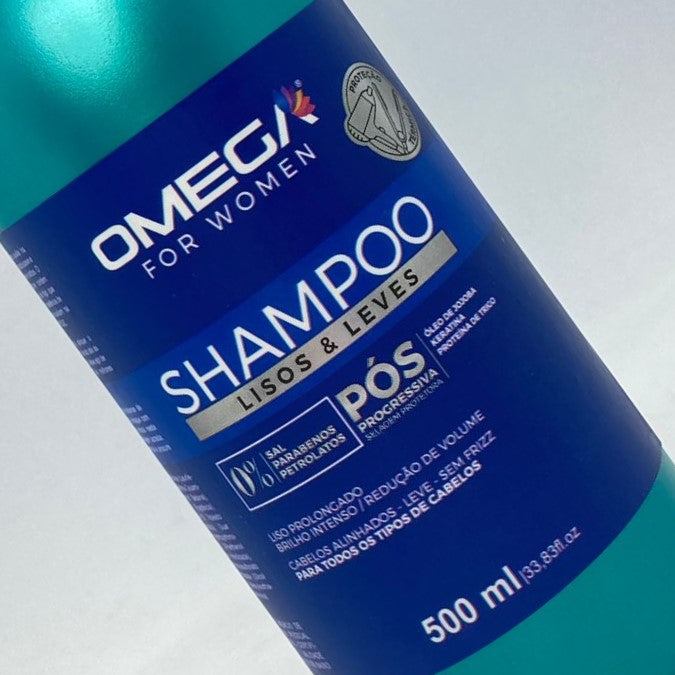 OMEGA
FOR WOMEN
PROTEÇÃO
TÉRMICA
SHAMPOO
LISOS & LEVES
0%
SAL
PARABENOS
PETROLATOS
PÓS
PROGRESSIVA
SELAGEM PROTETORA
ÓLEO DE JOJOBA
KERATINA
PROTEÍNA DE TRIGO
LISO PROLONGADO
BRILHO INTENSO / REDUÇÃO DE VOLUME
CABELOS ALINHADOS - LEVE - SEM FRIZZ
PARA TODOS OS TIPOS DE CABELOS
500 ml |33,83fl.oz